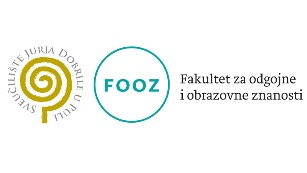 SVEUČILIŠTE JURJA DOBRILE U PULI
FOOZ
Fakultet za odgojne
i obrazovne znanosti